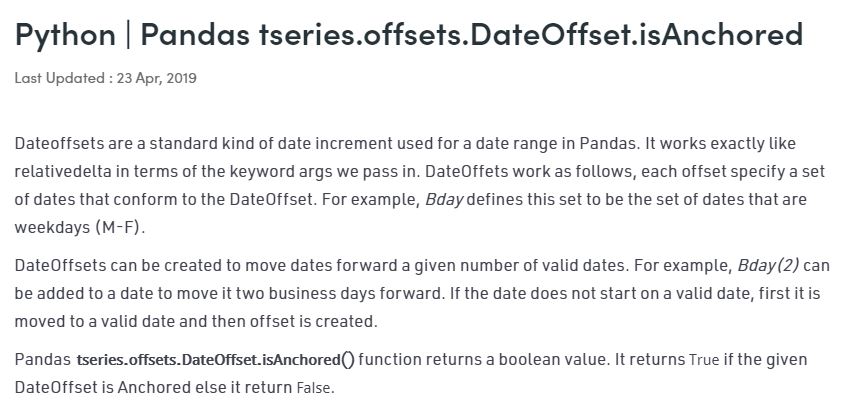 Python | Pandas tseries.offsets.DateOffset.isAnchored
Last Updated : 23 Apr, 2019
Dateoffsets are a standard kind of date increment used for a date range in Pandas. It works exactly like
relativedelta in terms of the keyword args we pass in. DateOffets work as follows, each offset specify a set
of dates that conform to the DateOffset. For example, Bday defines this set to be the set of dates that are
weekdays (M-F).
DateOffsets can be created to move dates forward a given number of valid dates. For example, Bday(2) can
be added to a date to move it two business days forward. If the date does not start on a valid date, first it is
moved to a valid date and then offset is created.
Pandas tseries.offsets.DateOffset.isAnchored() function returns a boolean value. It returns True if the given
DateOffset is Anchored else it return False.